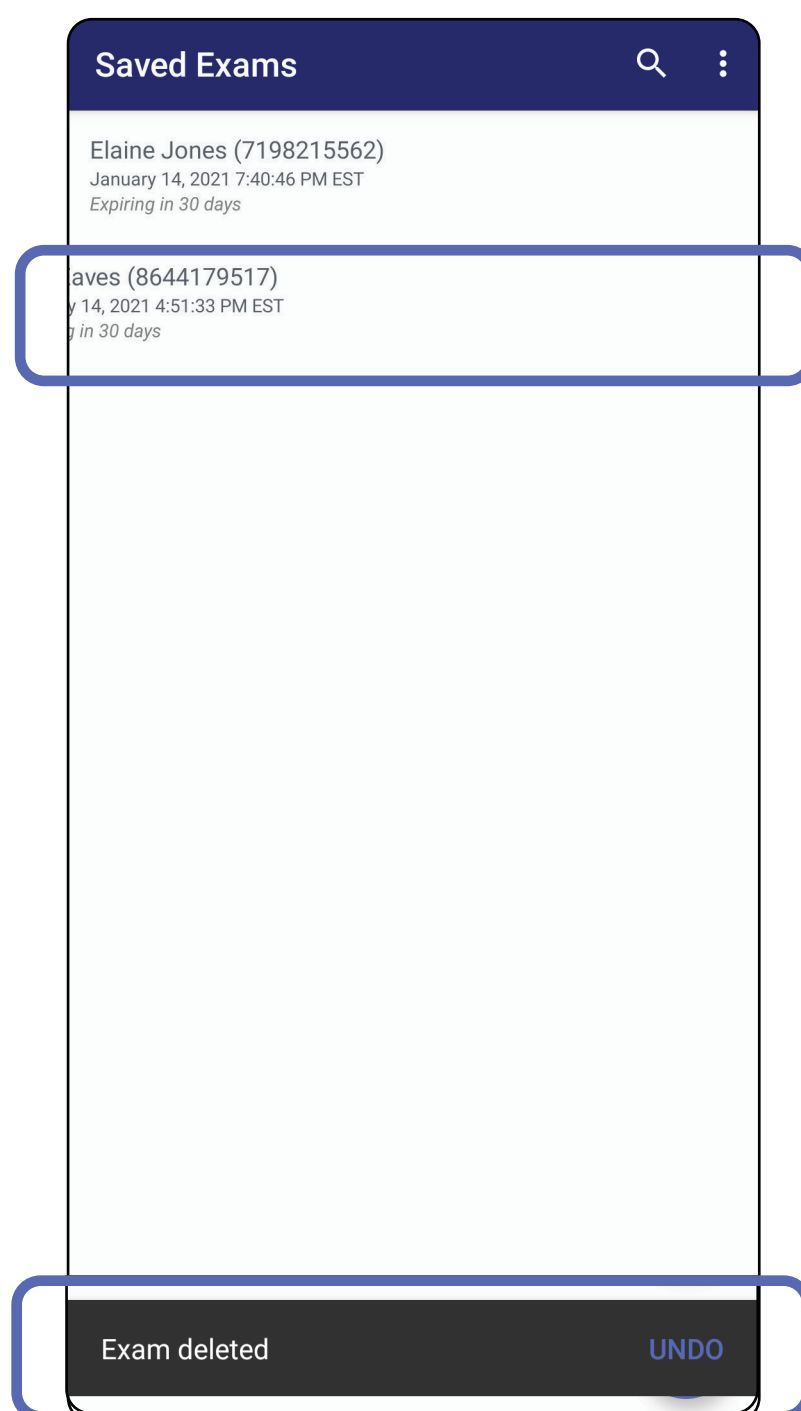 Saved Exams
Elaine Jones (7198215562)
January 14, 2021 7:40:46 PM EST
Expiring in 30 days
aves (8644179517)
y 14, 2021 4:51:33 PM EST
g in 30 days
Exam deleted UNDO